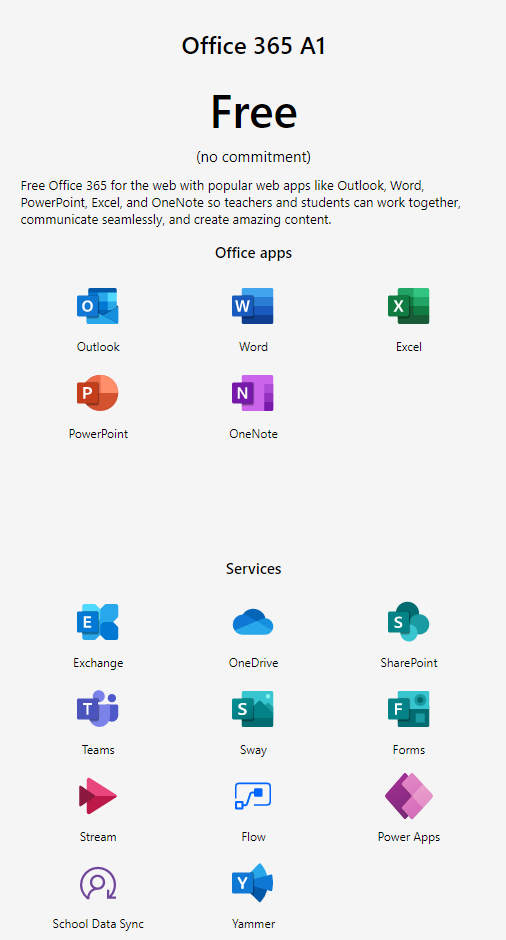 Office 365 A1
Free
(no commitment)
Free Office 365 for the web with popular web apps like Outlook, Word,
PowerPoint, Excel, and OneNote so teachers and students can work together,
communicate seamlessly, and create amazing content.
Office apps
O W X
Outlook Word Excel
P N
PowerPoint OneNote
Services
E S
Exchange OneDrive SharePoint
T S F
Teams Sway Forms
Stream Flow Power Apps
Y
School Data Sync Yammer